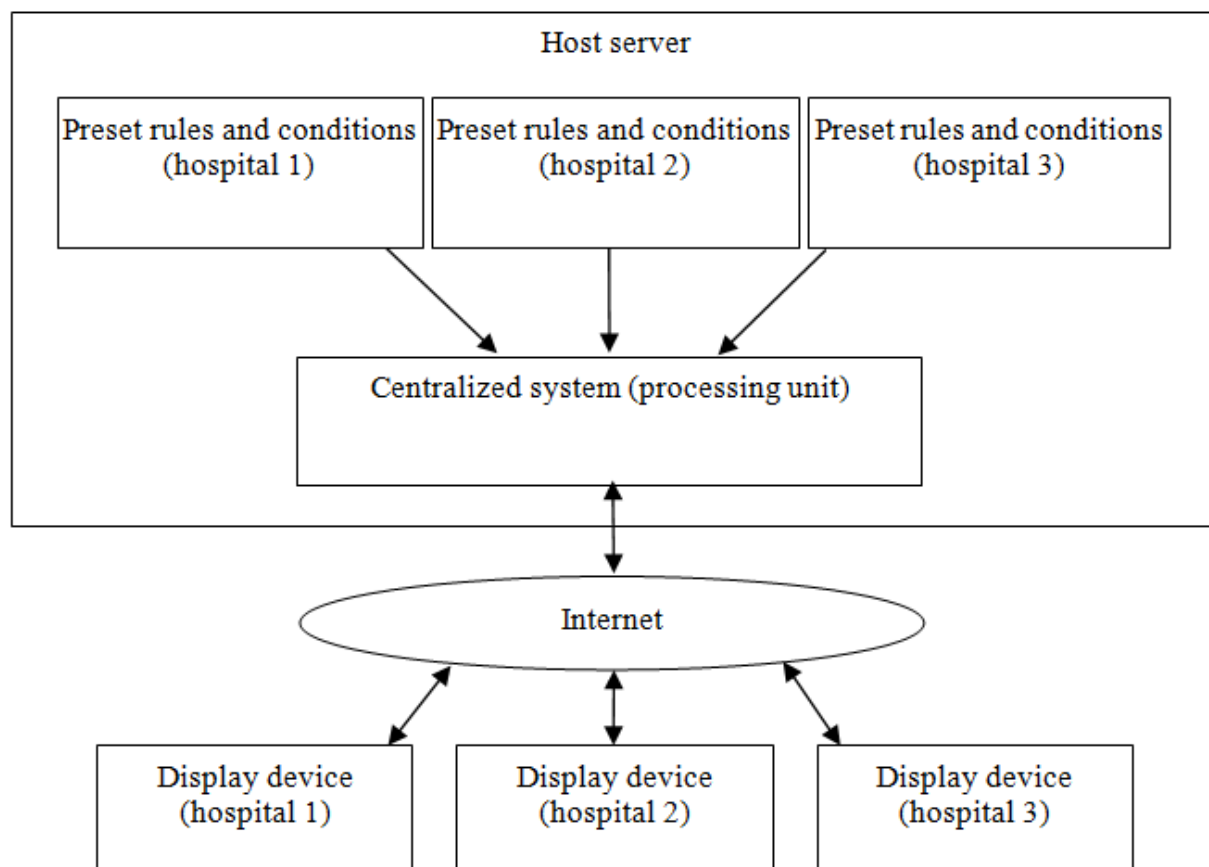 Host server
Preset rules and conditions
(hospital 1)
Preset rules and conditions
(hospital 2)
Preset rules and conditions
(hospital 3)
Centralized system (processing unit)
Internet
Display device
(hospital 1)
Display device
(hospital 2)
Display device
(hospital 3)